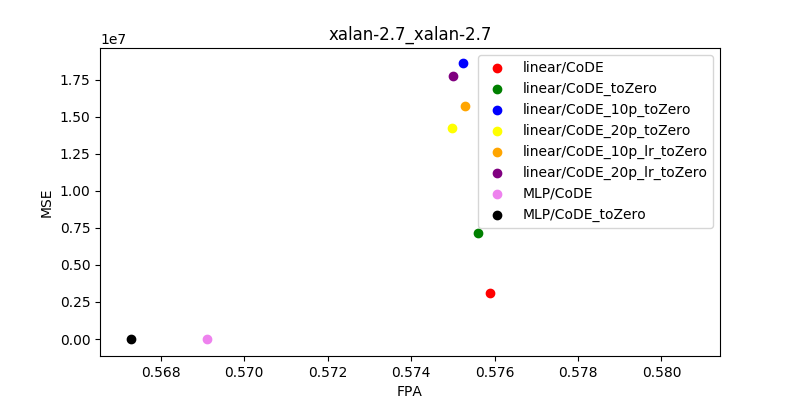 xalan-2.7_xalan-2.7
1e7
1.75
1.50
1.25
1.00
0.75
0.50
0.25
0.00
MSE
linear/CoDE
linear/CoDE_toZero
linear/CoDE_10p_toZero
linear/CoDE_20p_toZero
linear/CoDE_10p_lr_toZero
linear/CoDE_20p_lr_toZero
MLP/CoDE
MLP/CoDE_toZero
0.568 0.570 0.572 0.574 0.576 0.578 0.580
FPA